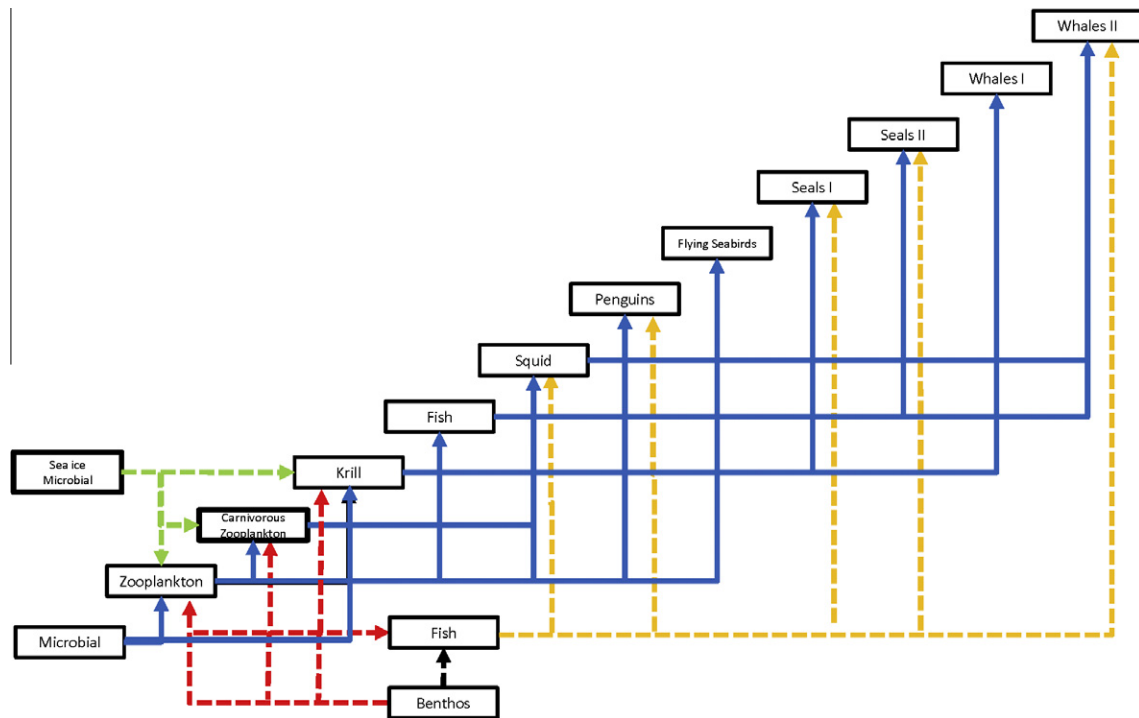 Whales II
Whales I
Seals II
Seals I
Flying Seabirds
Penguins
Squid
Fish
Sea ice
Microbial
Krill
Carnivorous
Zooplankton
Zooplankton
Microbial
Fish
Benthos